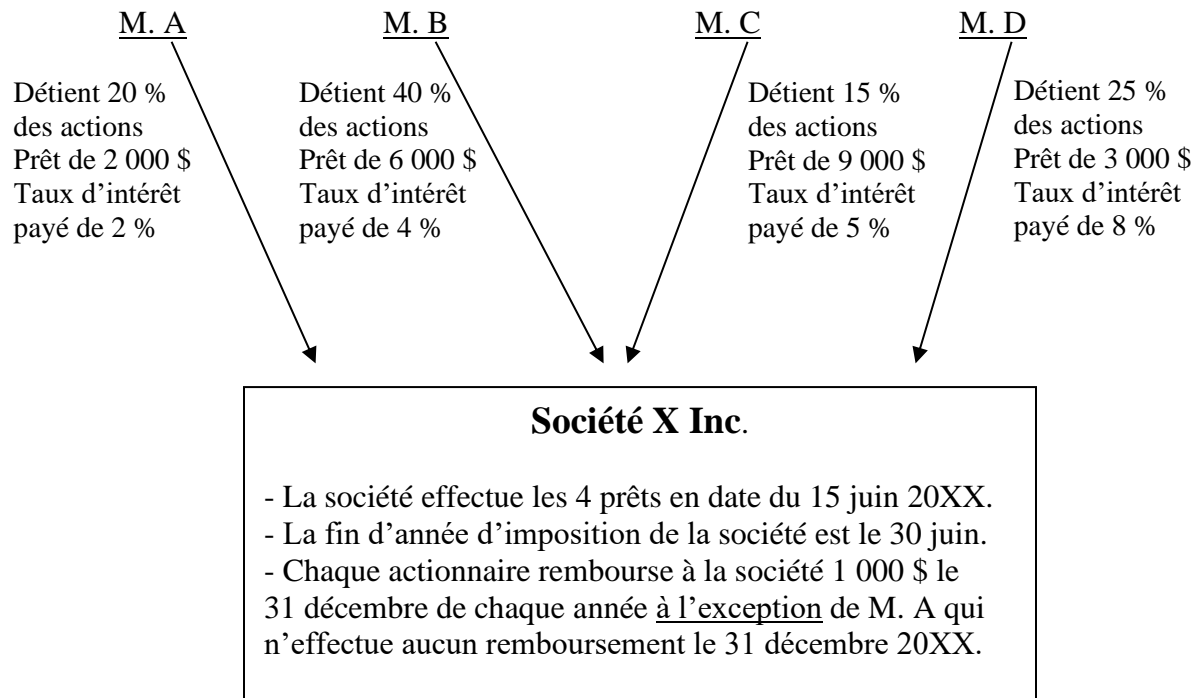 M. A
Détient 20 %
des actions
Prêt de 2 000 $
Taux d’intérêt
payé de 2 %
M. B
Détient 40 %
des actions
Prêt de 6 000 $
Taux d’intérêt
payé de 4 %
M. C
Détient 15 %
des actions
Prêt de 9 000 $
Taux d’intérêt
payé de 5 %
M. D
Détient 25 %
des actions
Prêt de 3 000 $
Taux d’intérêt
payé de 8 %
Société X Inc.
- La société effectue les 4 prêts en date du 15 juin 20XX.
- La fin d’année d’imposition de la société est le 30 juin.
- Chaque actionnaire rembourse à la société 1 000 $ le
31 décembre de chaque année à l’exception de M. A qui
n’effectue aucun remboursement le 31 décembre 20XX.